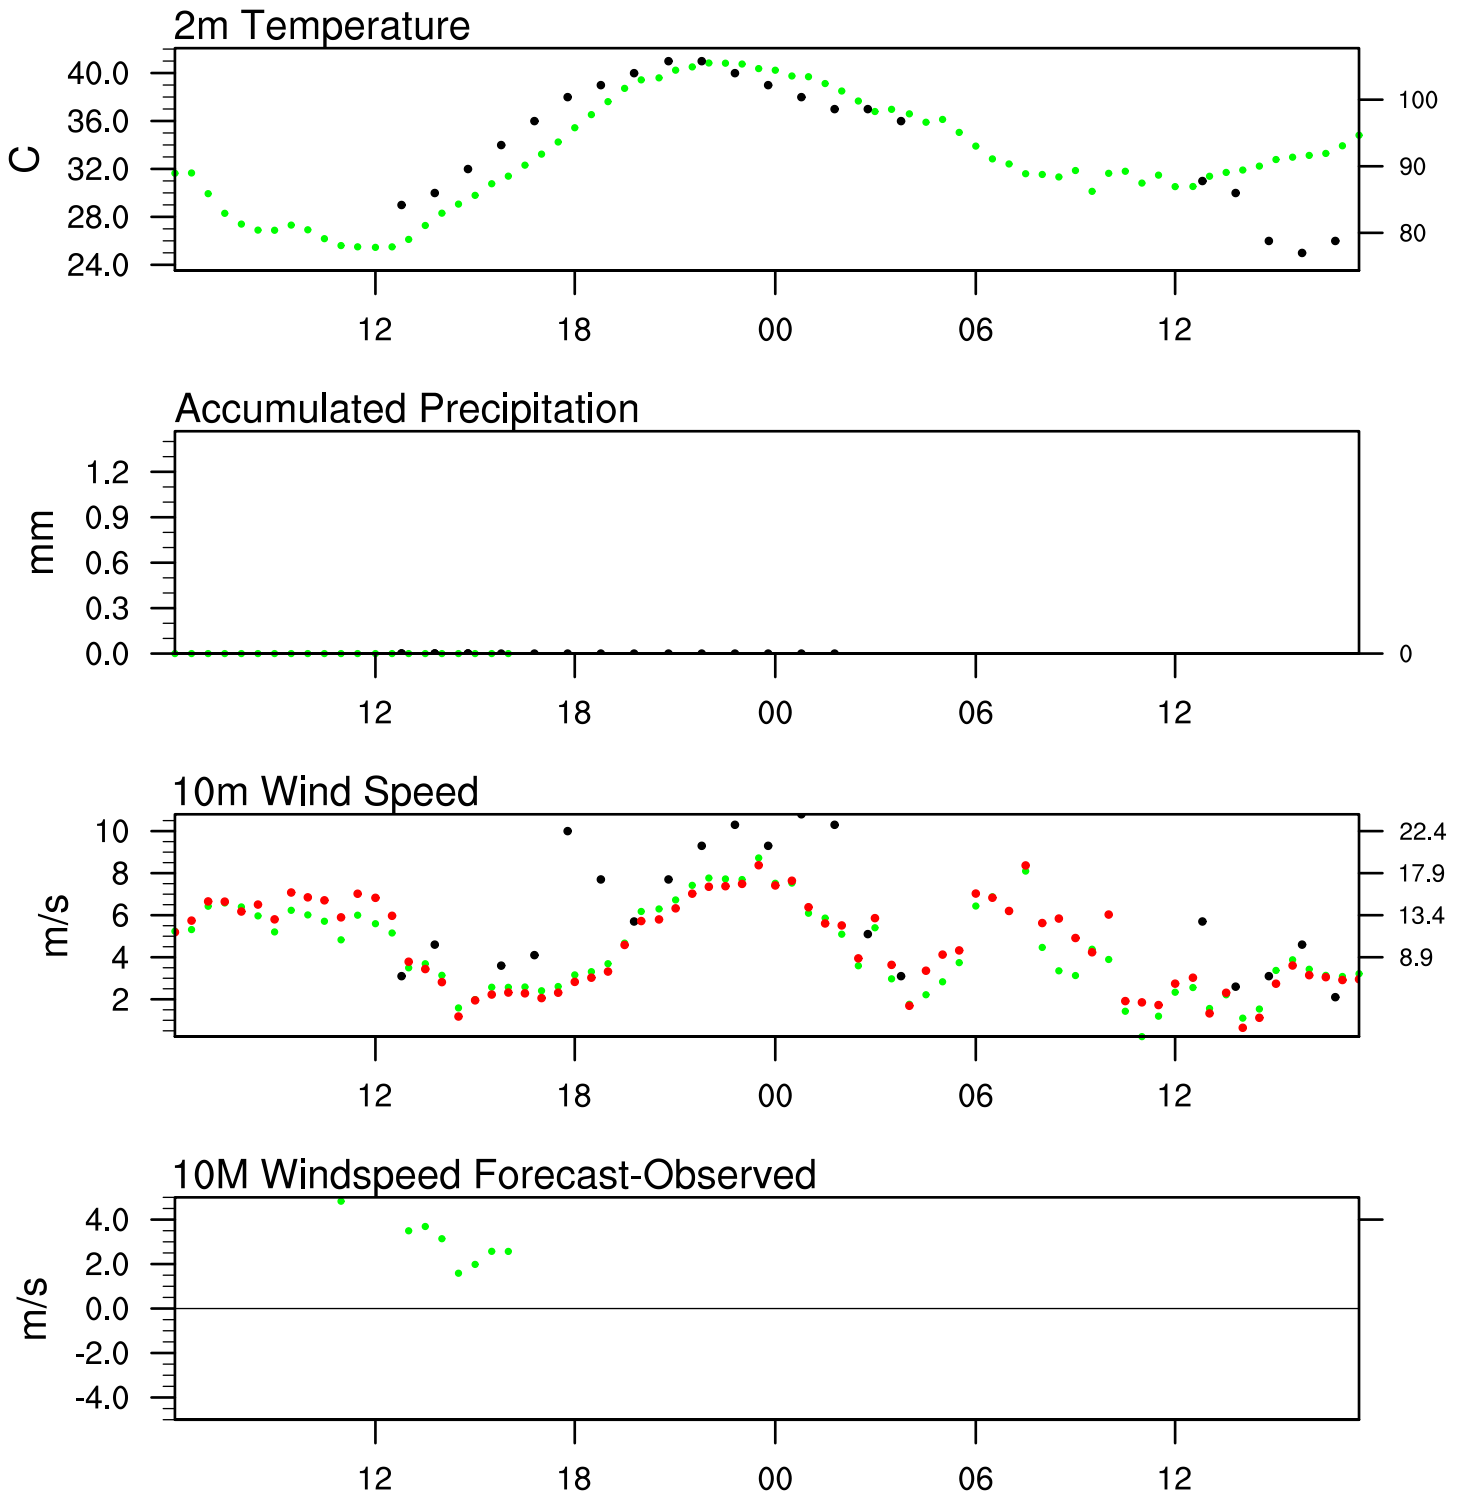 2m Temperature
C
40.0
36.0
32.0
28.0
24.0
100
90
80
12 18 00 06 12
Accumulated Precipitation
mm
1.2
0.9
0.6
0.3
0.0
0
12 18 00 06 12
10m Wind Speed
m/s
10
8
6
4
2
22.4
17.9
13.4
8.9
12 18 00 06 12
10M Windspeed Forecast-Observed
m/s
4.0
2.0
0.0
-2.0
-4.0
12 18 00 06 12